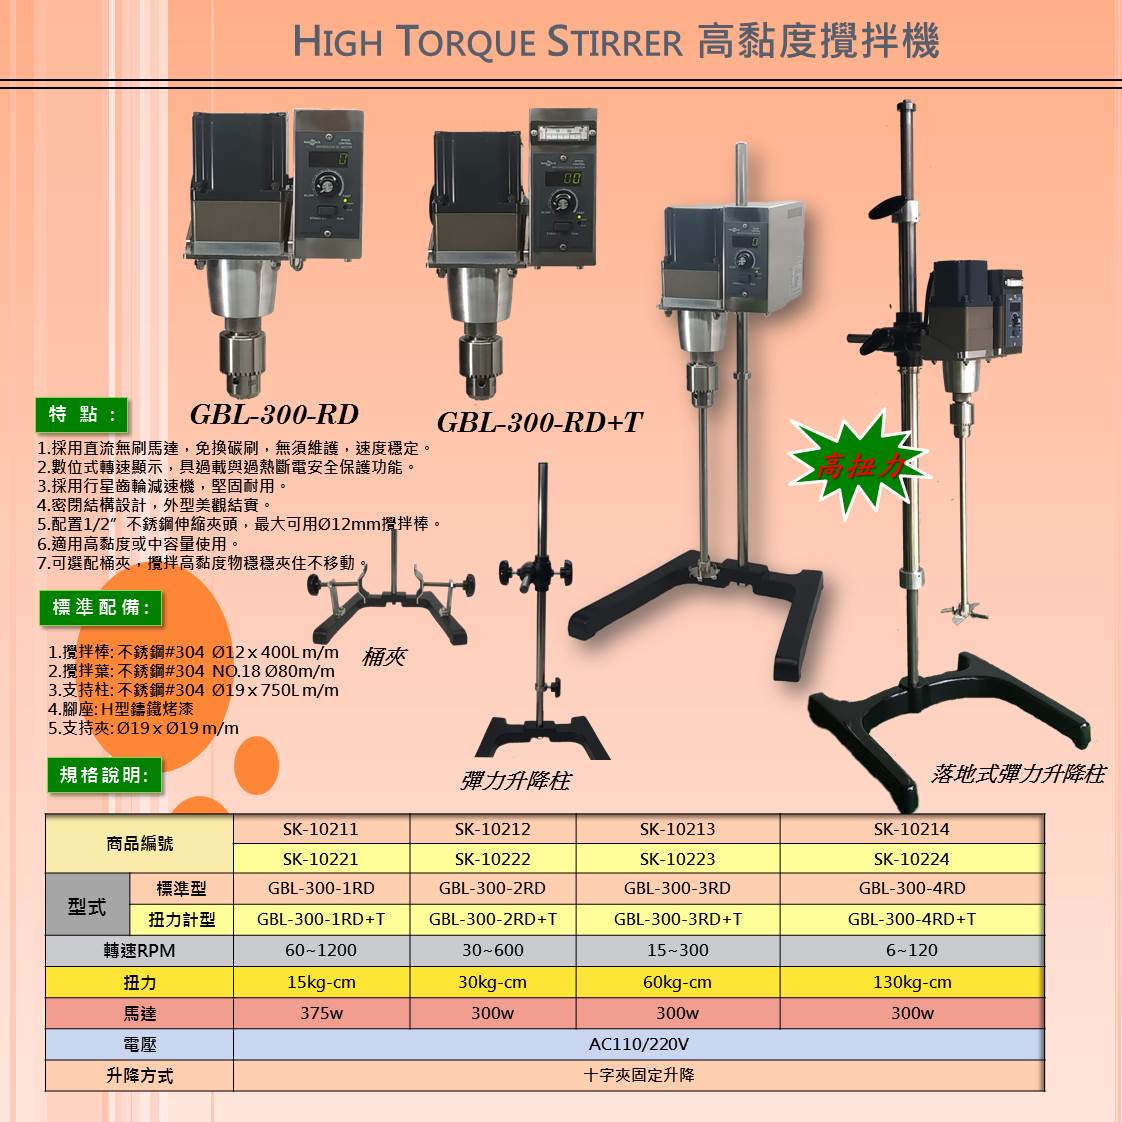 HIGH TORQUE STIRRER 高黏度攪拌機
GBL-300-RD
GBL-300-RD+T
高扭力
特 點 :
1.採用直流無刷馬達，免換碳刷，無須維護，速度穩定。
2.數位式轉速顯示，具過載與過熱斷電安全保護功能。
3.採用行星齒輪減速機，堅固耐用。
4.密閉結構設計，外型美觀結實。
5.配置1/2”不銹鋼伸縮夾頭，最大可用Ø12mm攪拌棒。
6.適用高黏度或中容量使用。
7.可選配桶夾，攪拌高黏度物穩穩夾住不移動。
標準配備:
1.攪拌棒: 不銹鋼#304 Ø12 x 400L m/m
2.攪拌葉: 不銹鋼#304 NO.18 Ø80m/m
3.支持柱: 不銹鋼#304 Ø19 x 750L m/m
4.腳座: H型鑄鐵烤漆
5.支持夾: Ø19 x Ø19 m/m
桶夾
彈力升降柱
落地式彈力升降柱
規格說明:
商品編號 SK-10211 SK-10212 SK-10213 SK-10214
SK-10221 SK-10222 SK-10223 SK-10224
型式 標準型 GBL-300-1RD GBL-300-2RD GBL-300-3RD GBL-300-4RD
扭力計型 GBL-300-1RD+T GBL-300-2RD+T GBL-300-3RD+T GBL-300-4RD+T
轉速RPM 60~1200 30~600 15~300 6~120
扭力 15kg-cm 30kg-cm 60kg-cm 130kg-cm
馬達 375w 300w 300w 300w
電壓 AC110/220V
升降方式 十字夾固定升降